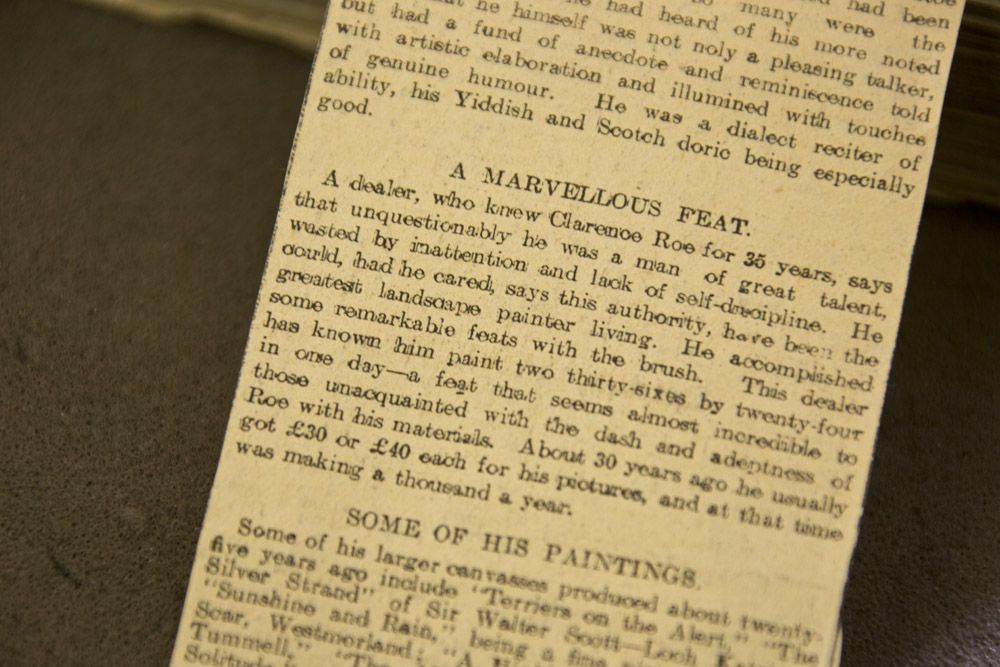 had been
many were the
he had heard of his more noted
he himself was not noly a pleasing talker,
but had a fund of anecdote and reminiscence told
with artistic elaboration and illumined with touches
of genuine humour. He was a dialect reciter of
ability, his Yiddish and Scotch doric being especially
good.
A MARVELLOUS FEAT.
A dealer, who knew Clarence Roe for 35 years, says
that unquestionably he was a man of great talent,
wasted by inattention and lack of self-discipline. He
could, had he cared, says this authority, have been the
greatest landscape painter living. He accomplished
some remarkable feats with the brush. This dealer
has known him paint two thirty-sixes by twenty-four
in one day—a feat that seems almost incredible to
those unacquainted with the dash and adeptness of
Roe with his materials. About 30 years ago he usually
got £30 or £40 each for his pictures, and at that time
was making a thousand a year.
SOME OF HIS PAINTINGS.
Some of his larger canvasses produced about twenty-
five years ago include "Terriers on the Alert," "The
Silver Strand" of Sir Walter Scott—Loch
"Sunshine and Rain," being a fine
Scar, Westmorland; "A
Tummell," "The
Solitude